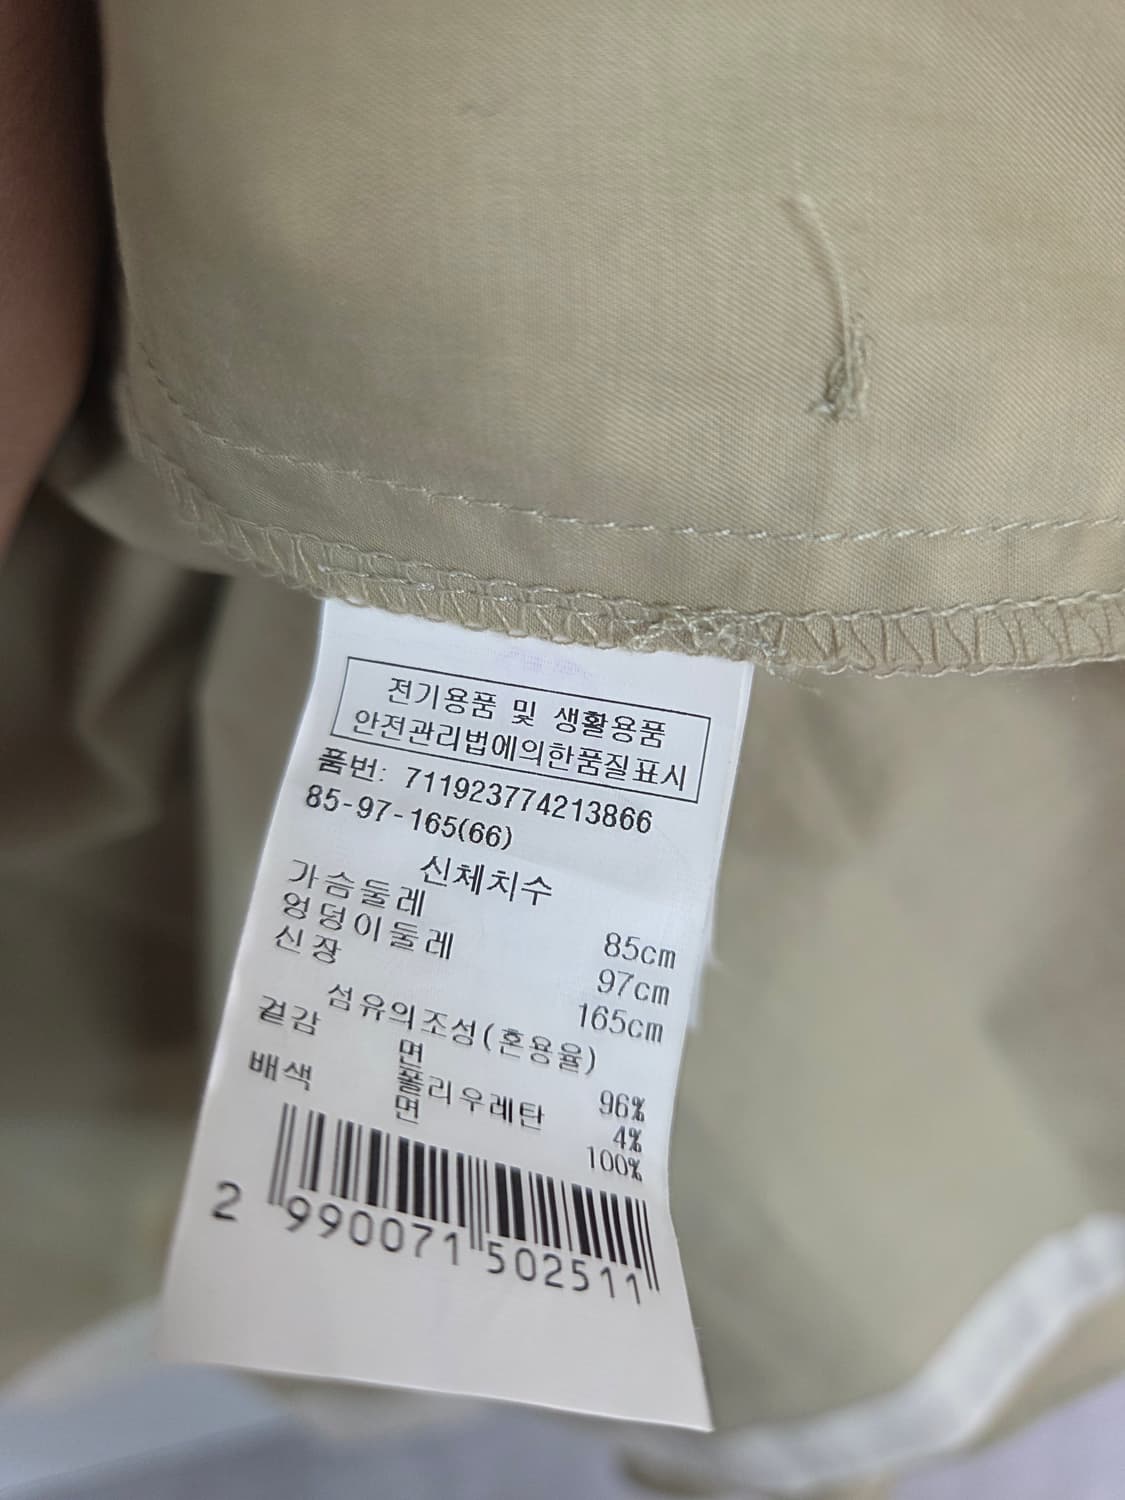 전기용품 및 생활용품
안전관리법에의한품질표시
품번: 711923774213866
85-97-165(66)
신체치수
가슴둘레 85cm
엉덩이둘레 97cm
신장 165cm
섬유의조성(혼용율)
겉감 면 96%
폴리우레탄 4%
배색 면 100%
2 990071 502511